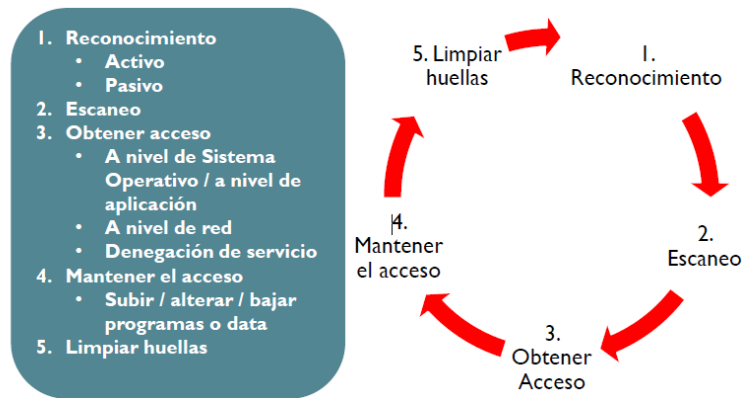 1. Reconocimiento
• Activo
• Pasivo
2. Escaneo
3. Obtener acceso
• A nivel de Sistema
Operativo / a nivel de
aplicación
• A nivel de red
• Denegación de servicio
4. Mantener el acceso
• Subir / alterar / bajar
programas o data
5. Limpiar huellas
1.
Reconocimiento
2.
Escaneo
3.
Obtener
Acceso
4.
Mantener
el acceso
5. Limpiar
huellas